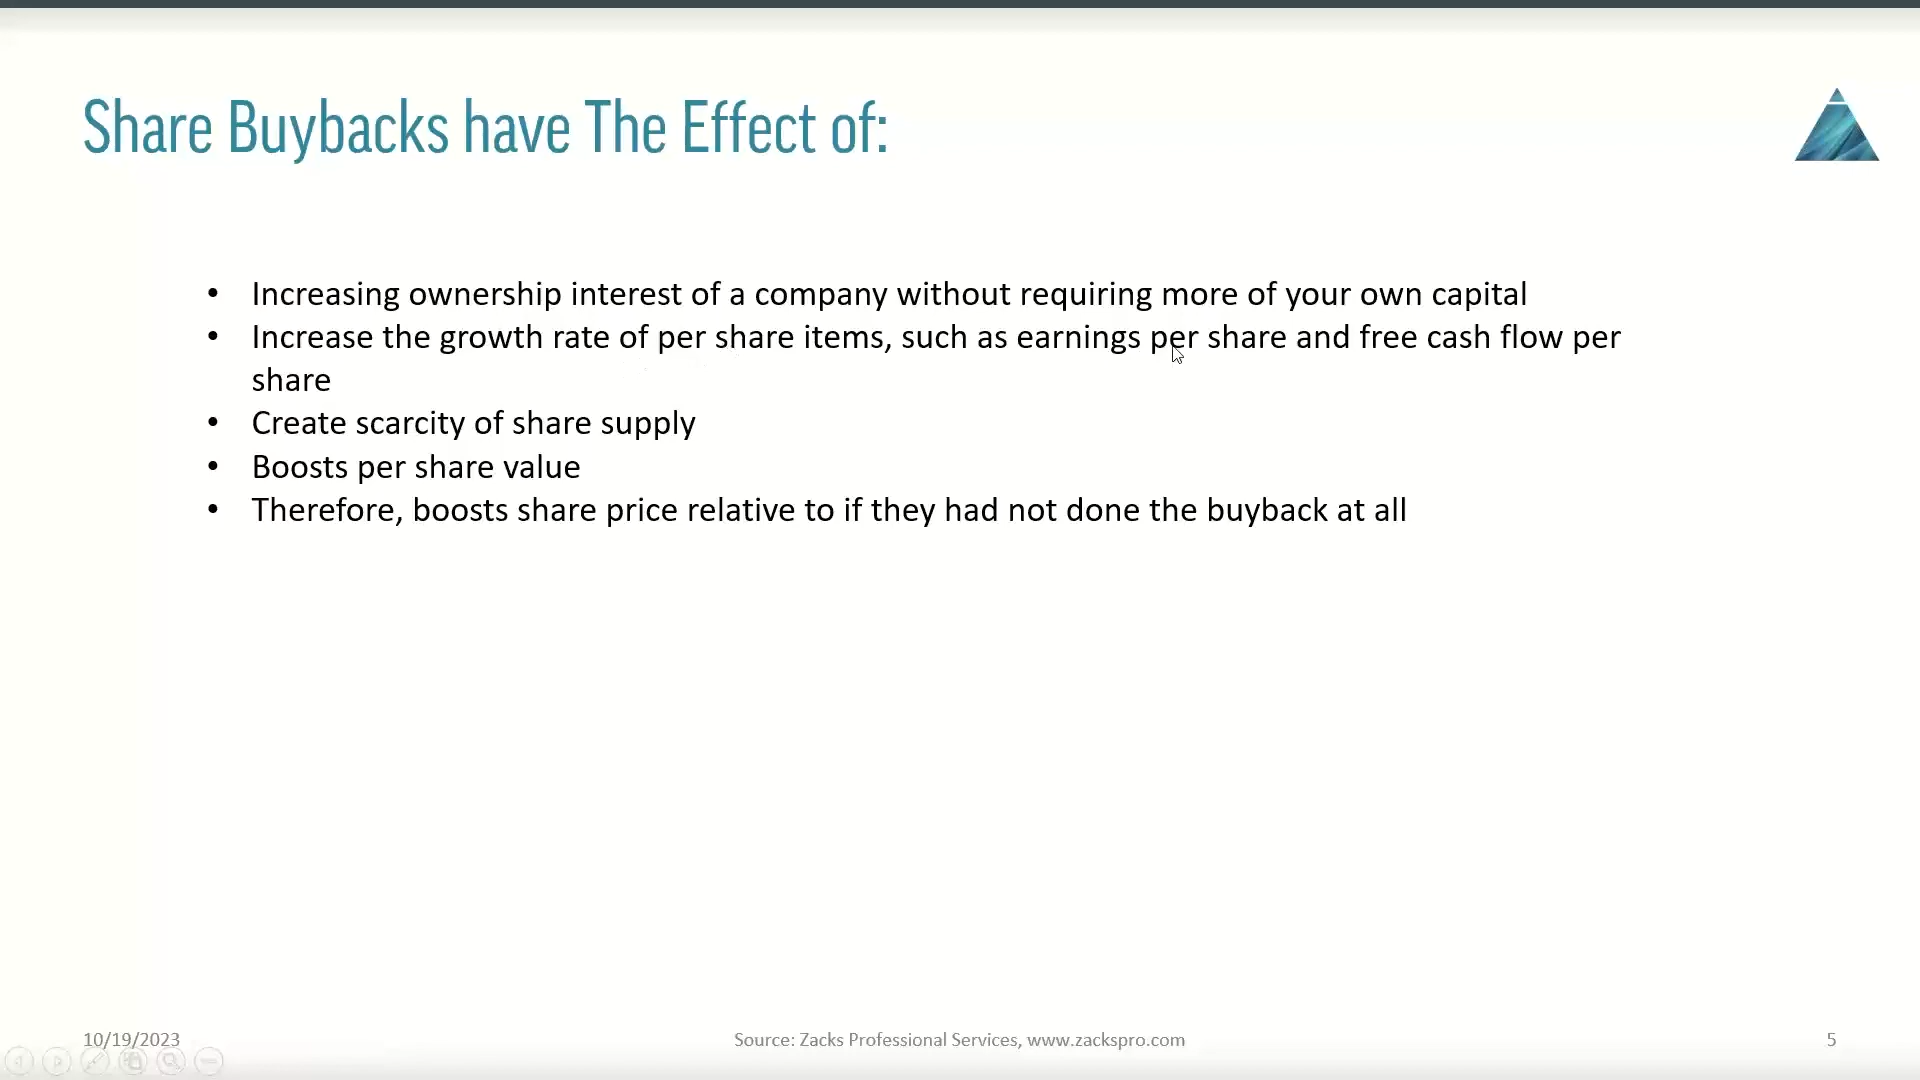 Share Buybacks have The Effect of:
• Increasing ownership interest of a company without requiring more of your own capital
• Increase the growth rate of per share items, such as earnings per share and free cash flow per
share
• Create scarcity of share supply
• Boosts per share value
• Therefore, boosts share price relative to if they had not done the buyback at all
10/19/2023
Source: Zacks Professional Services, www.zackspro.com
5